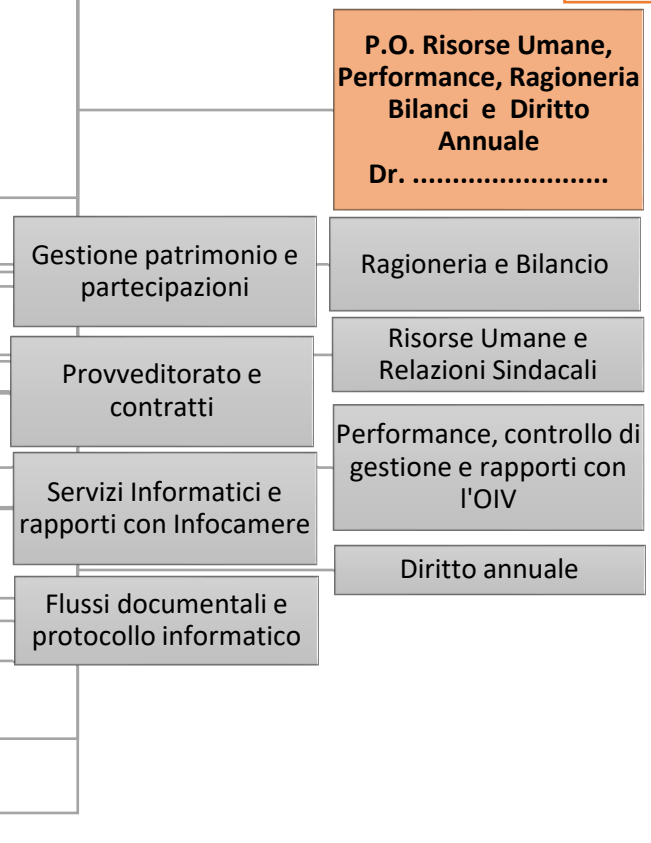 P.O. Risorse Umane,
Performance, Ragioneria
Bilanci e Diritto
Annuale
Dr. .........................
Gestione patrimonio e
partecipazioni
Ragioneria e Bilancio
Provveditorato e
contratti
Risorse Umane e
Relazioni Sindacali
Servizi Informatici e
rapporti con Infocamere
Performance, controllo di
gestione e rapporti con
l'OIV
Flussi documentali e
protocollo informatico
Diritto annuale